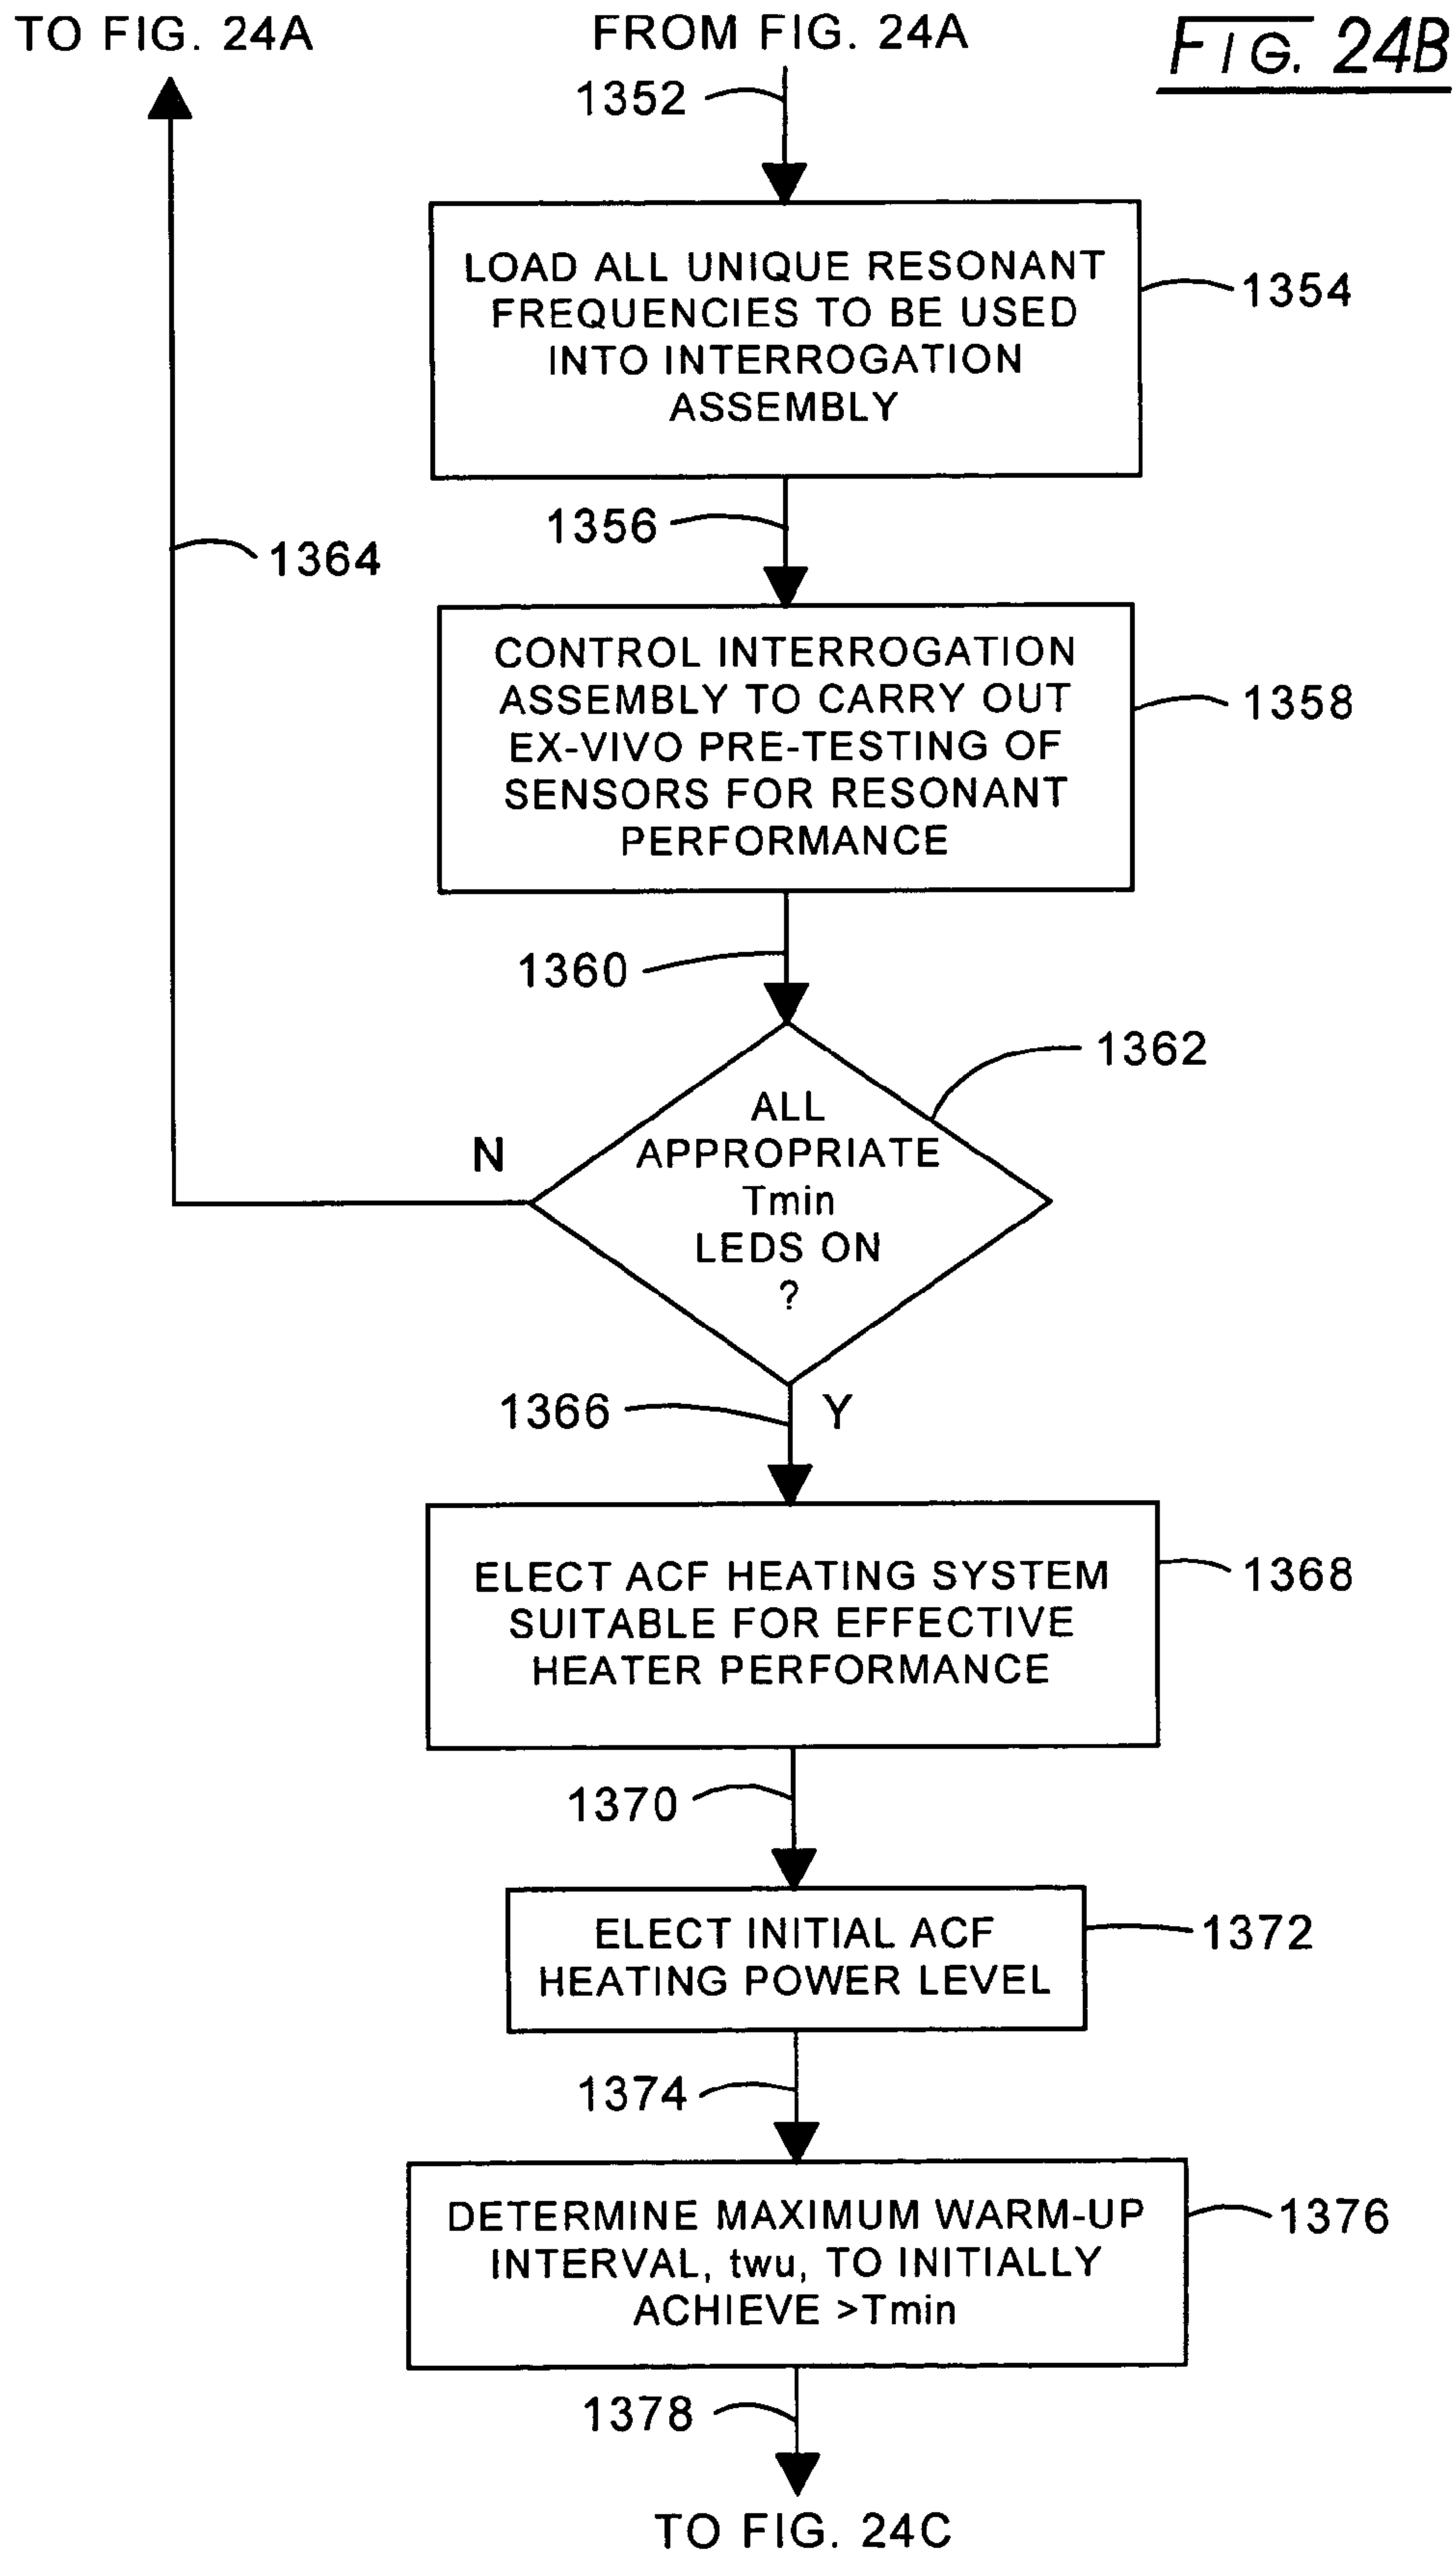 TO FIG. 24A
FROM FIG. 24A
FIG. 24B
1352
LOAD ALL UNIQUE RESONANT
FREQUENCIES TO BE USED
INTO INTERROGATION
ASSEMBLY
1354
1356
1364
CONTROL INTERROGATION
ASSEMBLY TO CARRY OUT
EX-VIVO PRE-TESTING OF
SENSORS FOR RESONANT
PERFORMANCE
1358
1360
1362
ALL
APPROPRIATE
Tmin
LEDS ON
?
N
1366
Y
ELECT ACF HEATING SYSTEM
SUITABLE FOR EFFECTIVE
HEATER PERFORMANCE
1368
1370
ELECT INITIAL ACF
HEATING POWER LEVEL
1372
1374
DETERMINE MAXIMUM WARM-UP
INTERVAL, twu, TO INITIALLY
ACHIEVE >Tmin
1376
1378
TO FIG. 24C